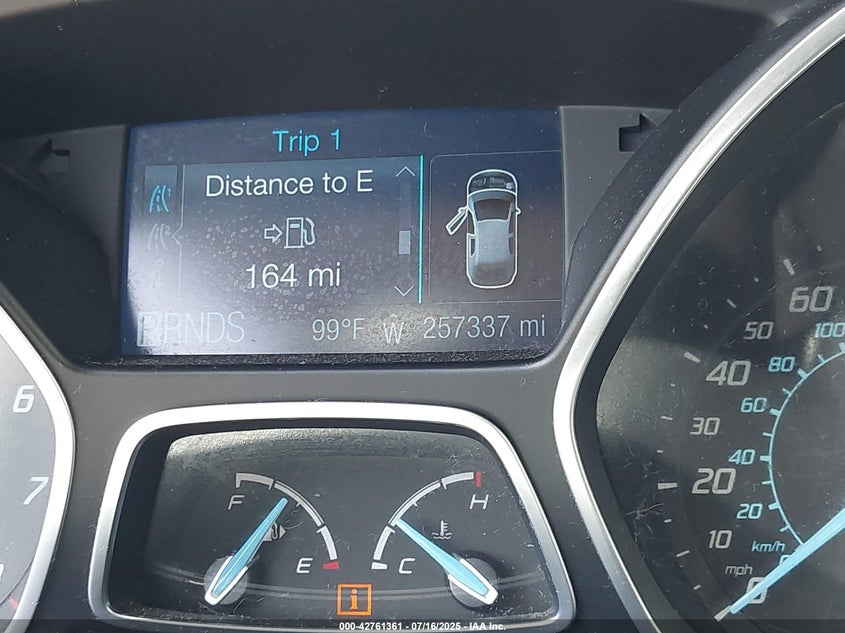 Trip 1
Distance to E
164 mi
PRNDS 99°F W 257337 mi
6
7
F E
C H
i
60
50
40
30
20
10
mph
0
100
80
60
40
20
km/h
0
000-42761361 - 07/16/2025 - IAA Inc.